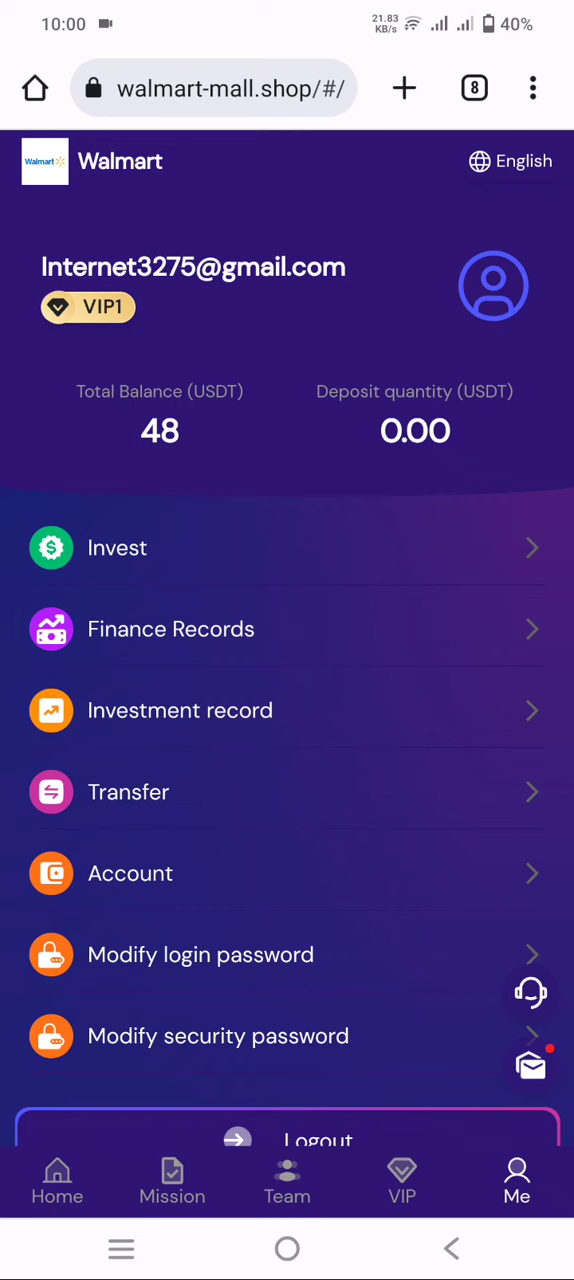 10:00
21.83
KB/s
40%
walmart-mall.shop/#/
8
Walmart
Walmart
English
Internet3275@gmail.com
VIP1
Total Balance (USDT)
Deposit quantity (USDT)
48
0.00
Invest
Finance Records
Investment record
Transfer
Account
Modify login password
Modify security password
Logout
Home
Mission
Team
VIP
Me